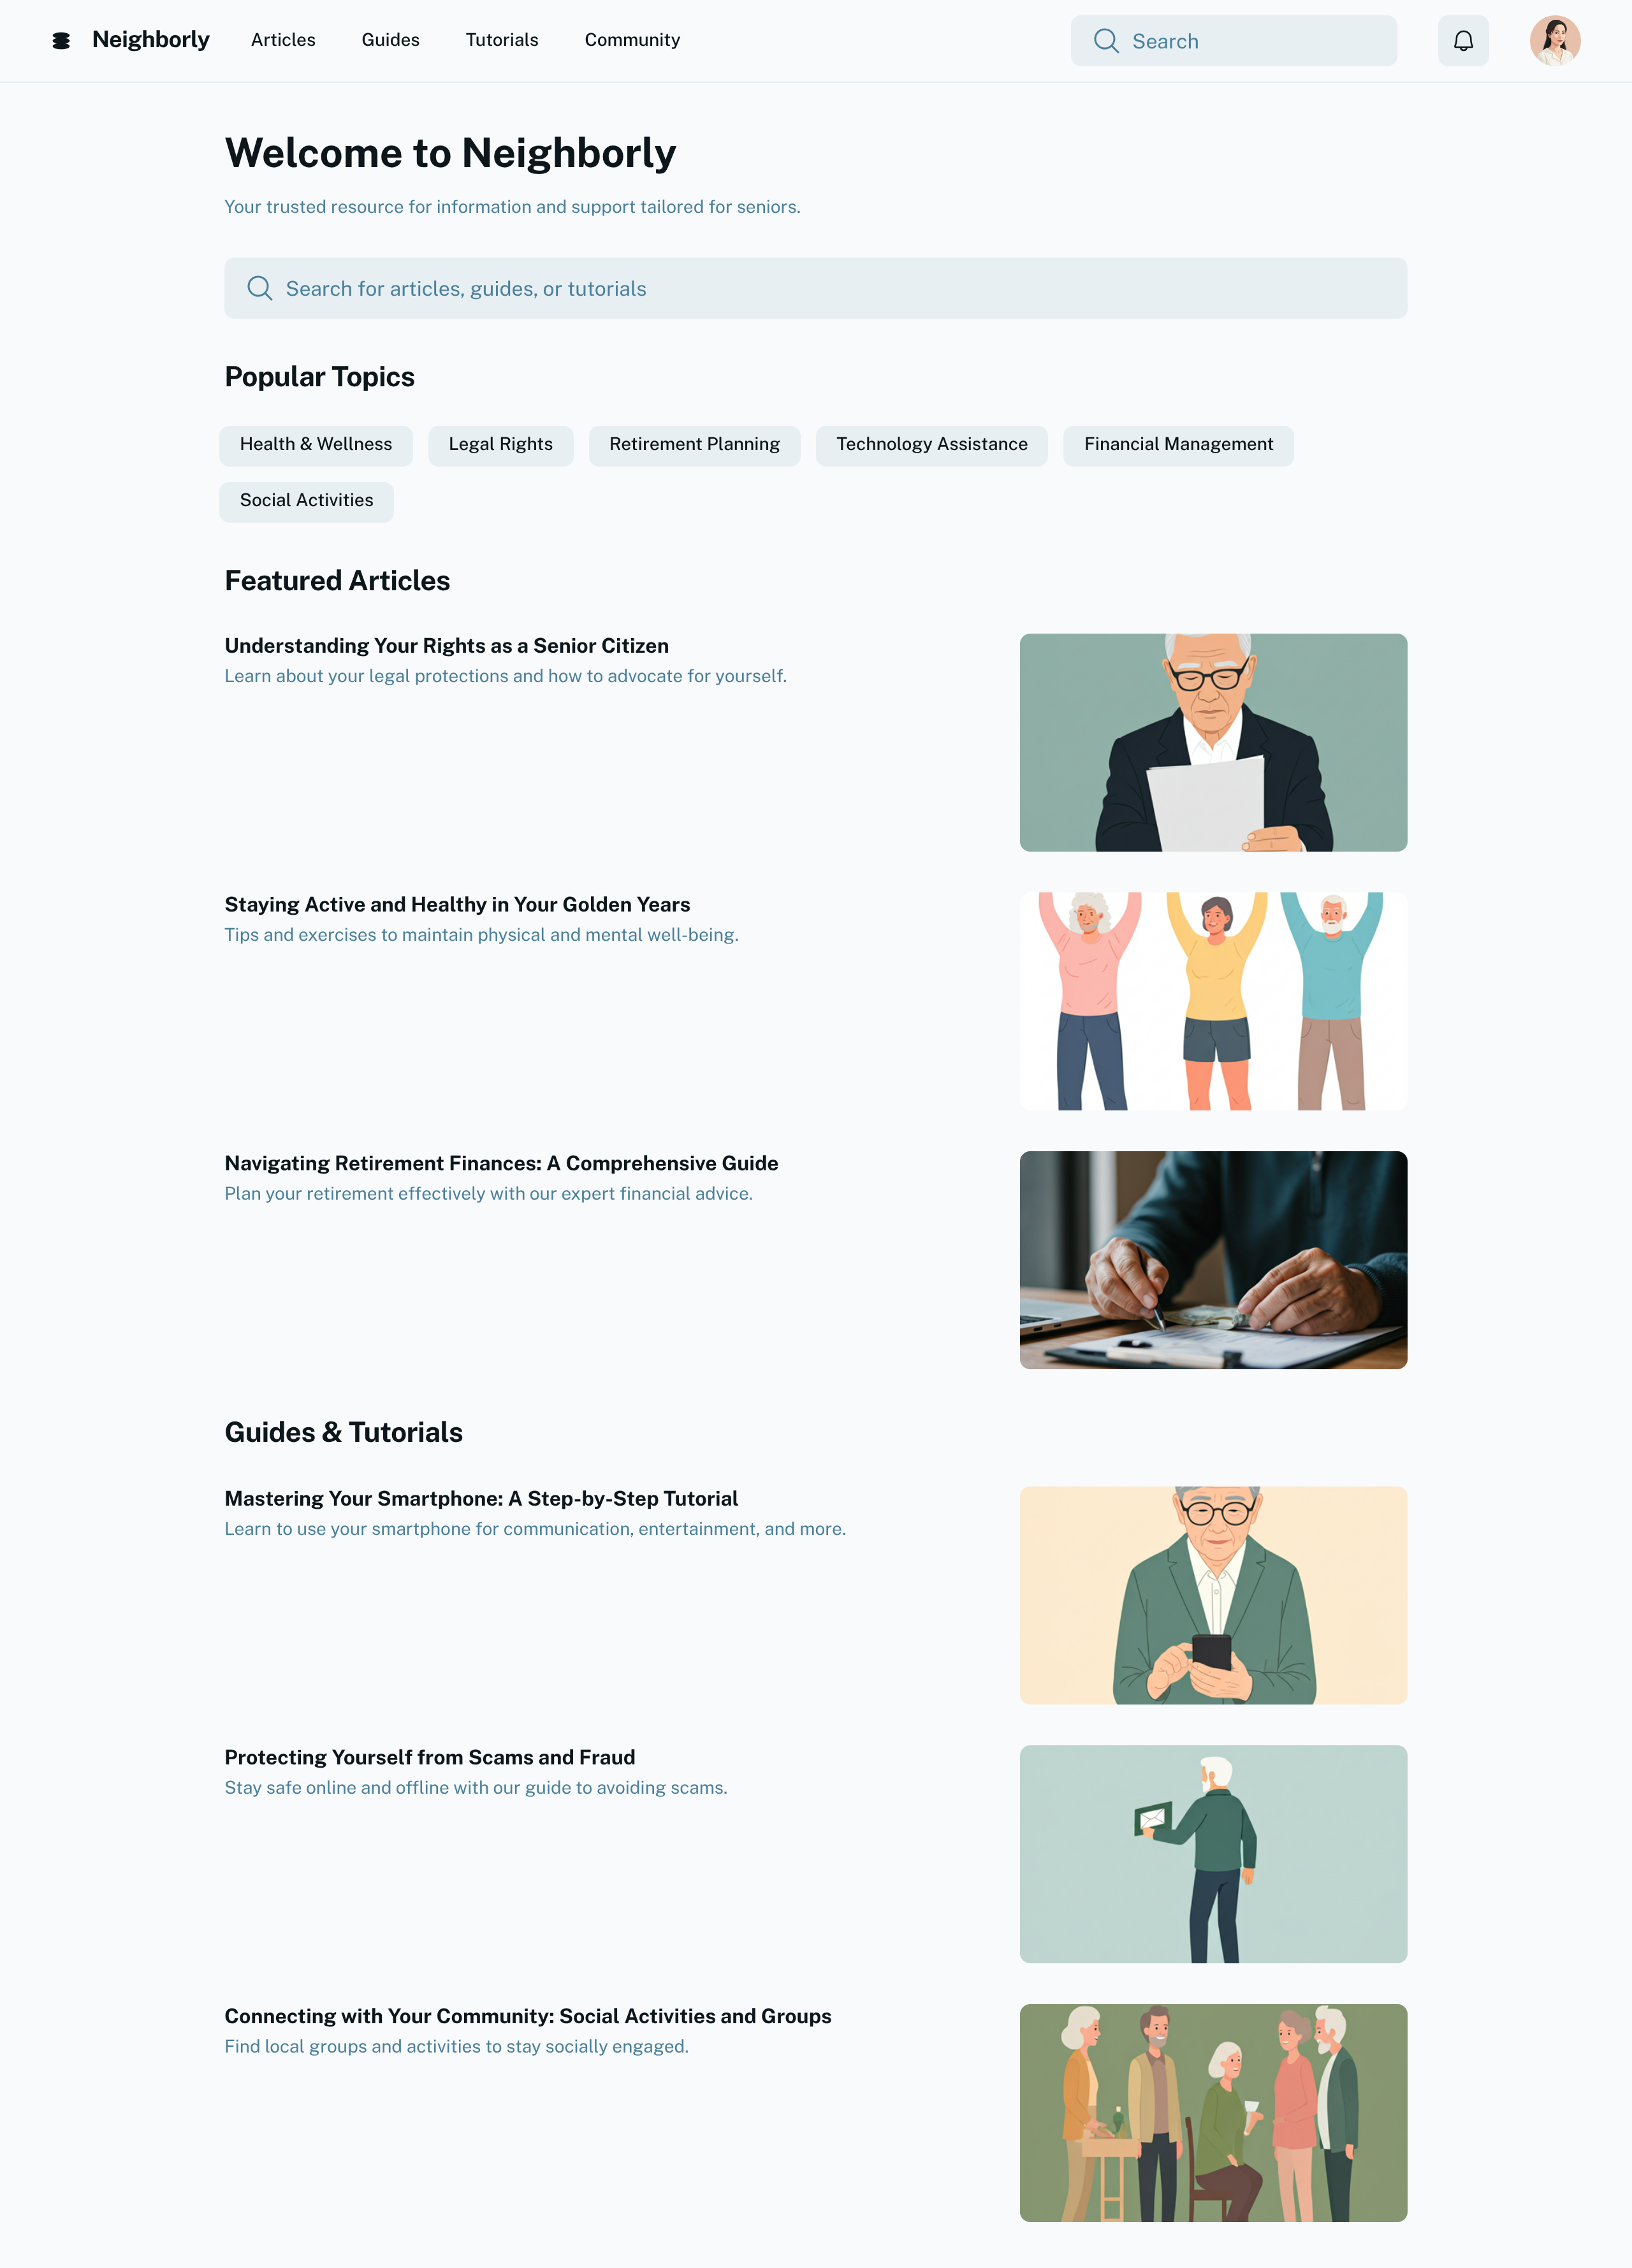 Neighborly
Articles
Guides
Tutorials
Community
Search
Welcome to Neighborly
Your trusted resource for information and support tailored for seniors.
Search for articles, guides, or tutorials
Popular Topics
Health & Wellness
Legal Rights
Retirement Planning
Technology Assistance
Financial Management
Social Activities
Featured Articles
Understanding Your Rights as a Senior Citizen
Learn about your legal protections and how to advocate for yourself.
Staying Active and Healthy in Your Golden Years
Tips and exercises to maintain physical and mental well-being.
Navigating Retirement Finances: A Comprehensive Guide
Plan your retirement effectively with our expert financial advice.
Guides & Tutorials
Mastering Your Smartphone: A Step-by-Step Tutorial
Learn to use your smartphone for communication, entertainment, and more.
Protecting Yourself from Scams and Fraud
Stay safe online and offline with our guide to avoiding scams.
Connecting with Your Community: Social Activities and Groups
Find local groups and activities to stay socially engaged.